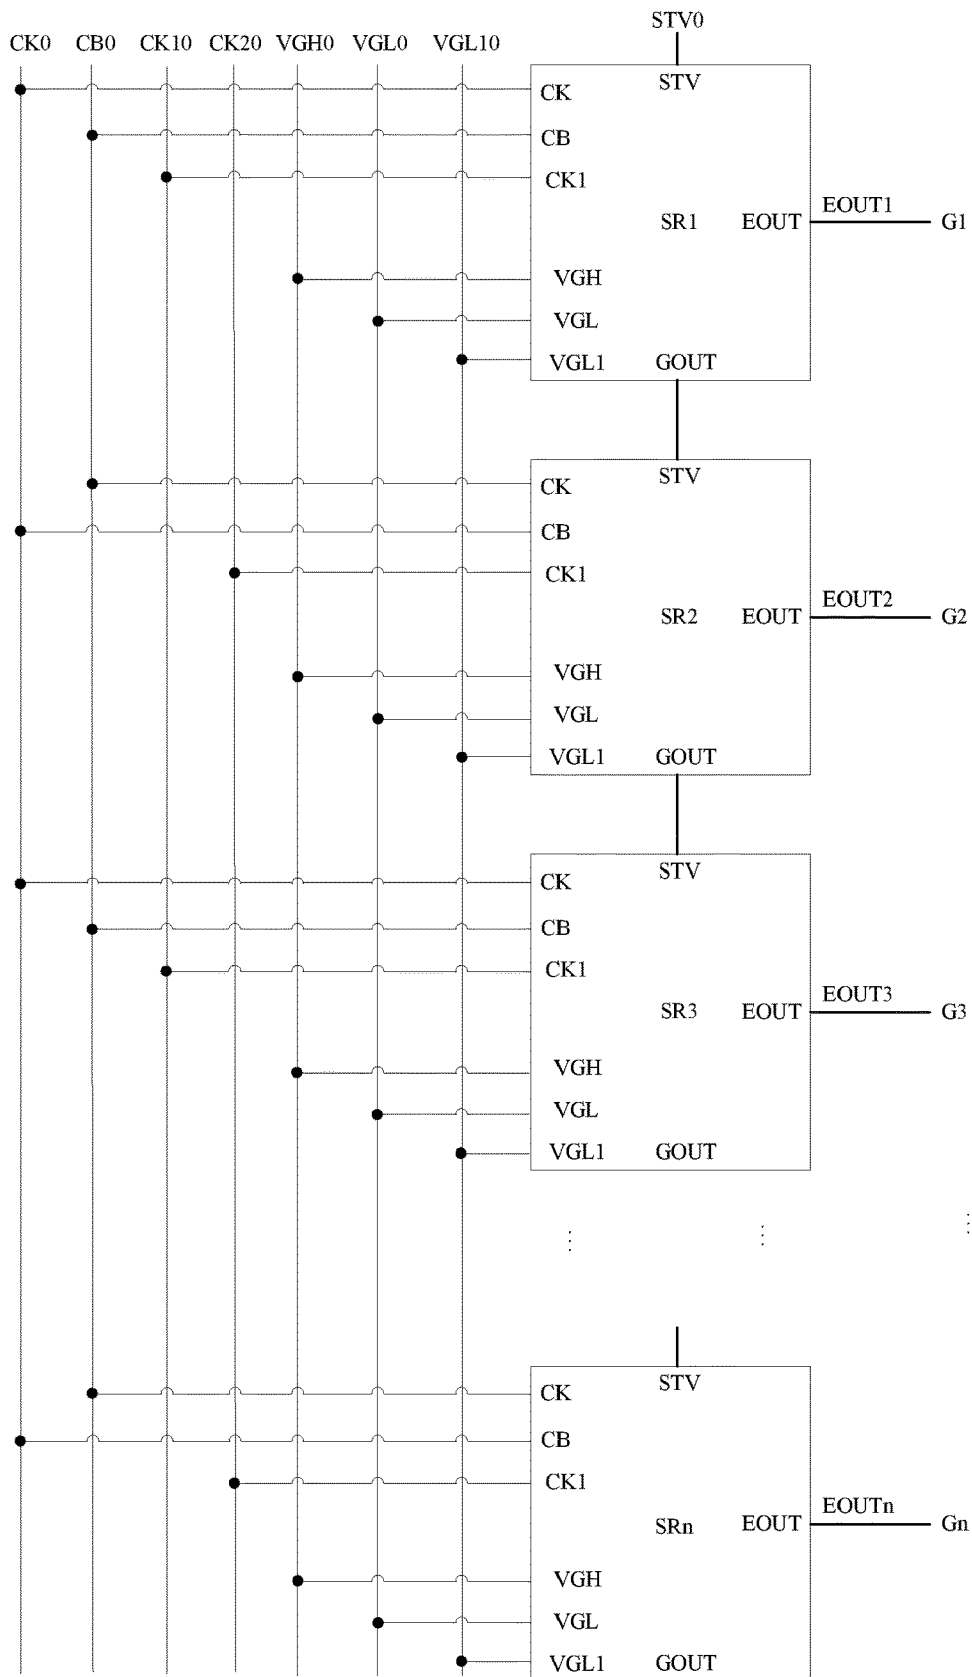 STV0
CK0 CB0 CK10 CK20 VGH0 VGL0 VGL10
STV
CK
CB
CK1
EOUT1
SR1 EOUT G1
VGH
VGL
VGL1 GOUT
STV
CK
CB
CK1
EOUT2
SR2 EOUT G2
VGH
VGL
VGL1 GOUT
STV
CK
CB
CK1
EOUT3
SR3 EOUT G3
VGH
VGL
VGL1 GOUT
STV
CK
CB
CK1
EOUTn
SRn EOUT Gn
VGH
VGL
VGL1 GOUT